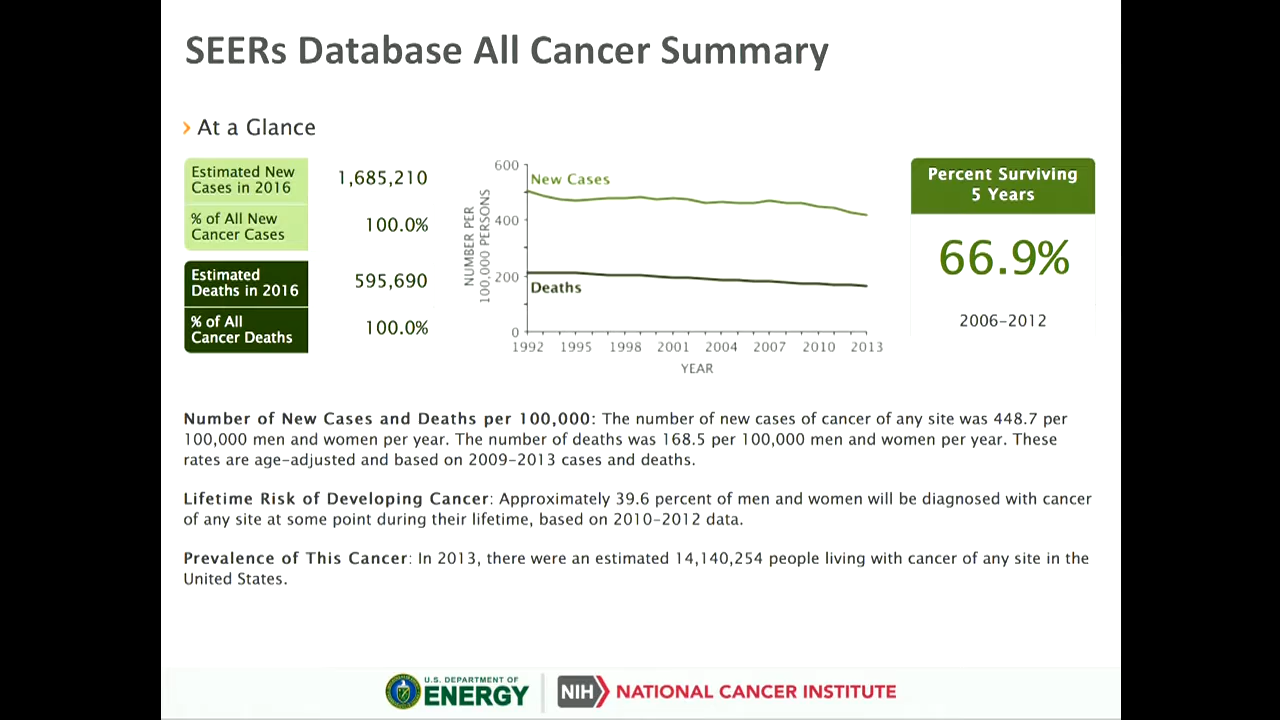 SEERs Database All Cancer Summary
› At a Glance
Estimated New
Cases in 2016
1,685,210
% of All New
Cancer Cases
100.0%
Estimated
Deaths in 2016
595,690
% of All
Cancer Deaths
100.0%
NUMBER PER
100,000 PERSONS
600
400
200
0
New Cases
Deaths
1992 1995 1998 2001 2004 2007 2010 2013
YEAR
Percent Surviving
5 Years
66.9%
2006–2012
Number of New Cases and Deaths per 100,000: The number of new cases of cancer of any site was 448.7 per
100,000 men and women per year. The number of deaths was 168.5 per 100,000 men and women per year. These
rates are age-adjusted and based on 2009-2013 cases and deaths.
Lifetime Risk of Developing Cancer: Approximately 39.6 percent of men and women will be diagnosed with cancer
of any site at some point during their lifetime, based on 2010-2012 data.
Prevalence of This Cancer: In 2013, there were an estimated 14,140,254 people living with cancer of any site in the
United States.
U.S. DEPARTMENT OF
ENERGY
NIH NATIONAL CANCER INSTITUTE